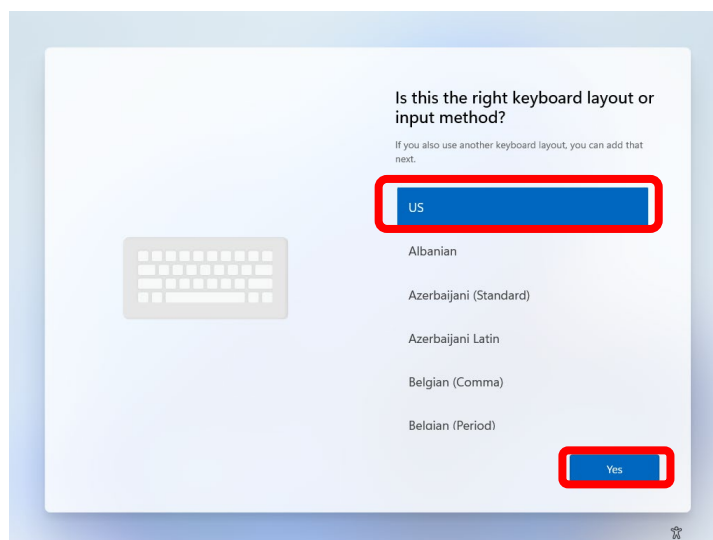 Is this the right keyboard layout or
input method?
If you also use another keyboard layout, you can add that
next.
US
Albanian
Azerbaijani (Standard)
Azerbaijani Latin
Belgian (Comma)
Belgian (Period)
Yes